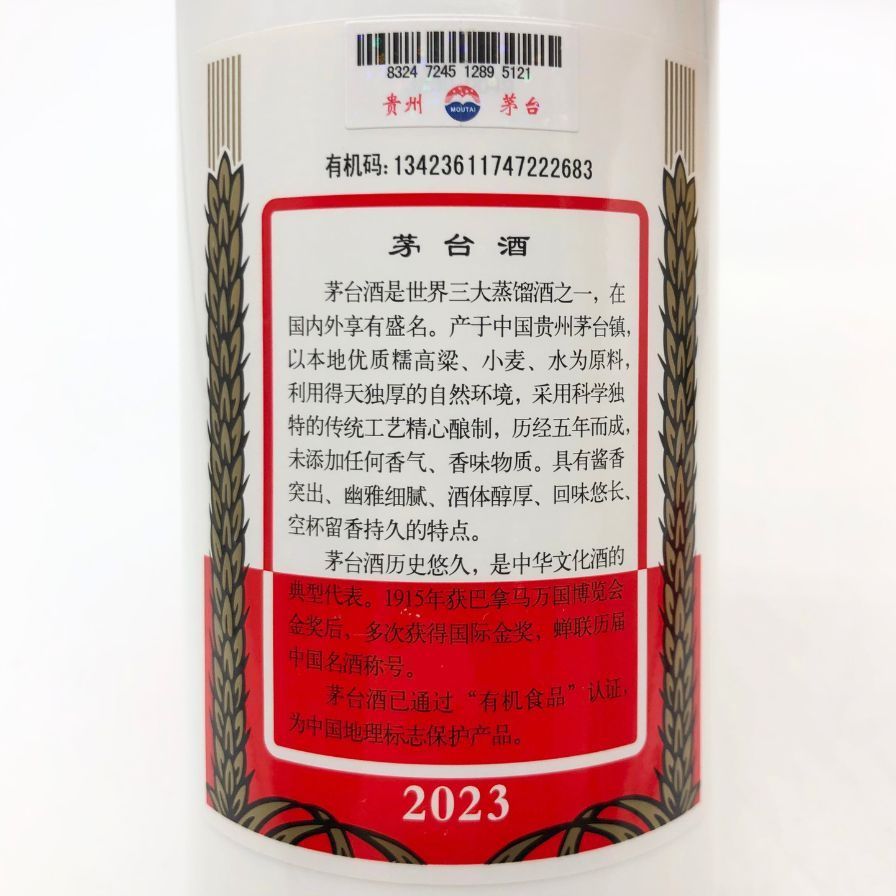 8324 7245 1289 5121
贵州 MOUTAI 茅台
有机码:13423611747222683
茅台酒
茅台酒是世界三大蒸馏酒之一，在
国内外享有盛名。产于中国贵州茅台镇，
以本地优质糯高粱、小麦、水为原料，
利用得天独厚的自然环境，采用科学独
特的传统工艺精心酿制，历经五年而成，
未添加任何香气、香味物质。具有酱香
突出、幽雅细腻、酒体醇厚、回味悠长、
空杯留香持久的特点。
茅台酒历史悠久，是中华文化酒的
典型代表。1915年获巴拿马万国博览会
金奖后，多次获得国际金奖，蝉联历届
中国名酒称号。
茅台酒已通过“有机食品”认证，
为中国地理标志保护产品。
2023